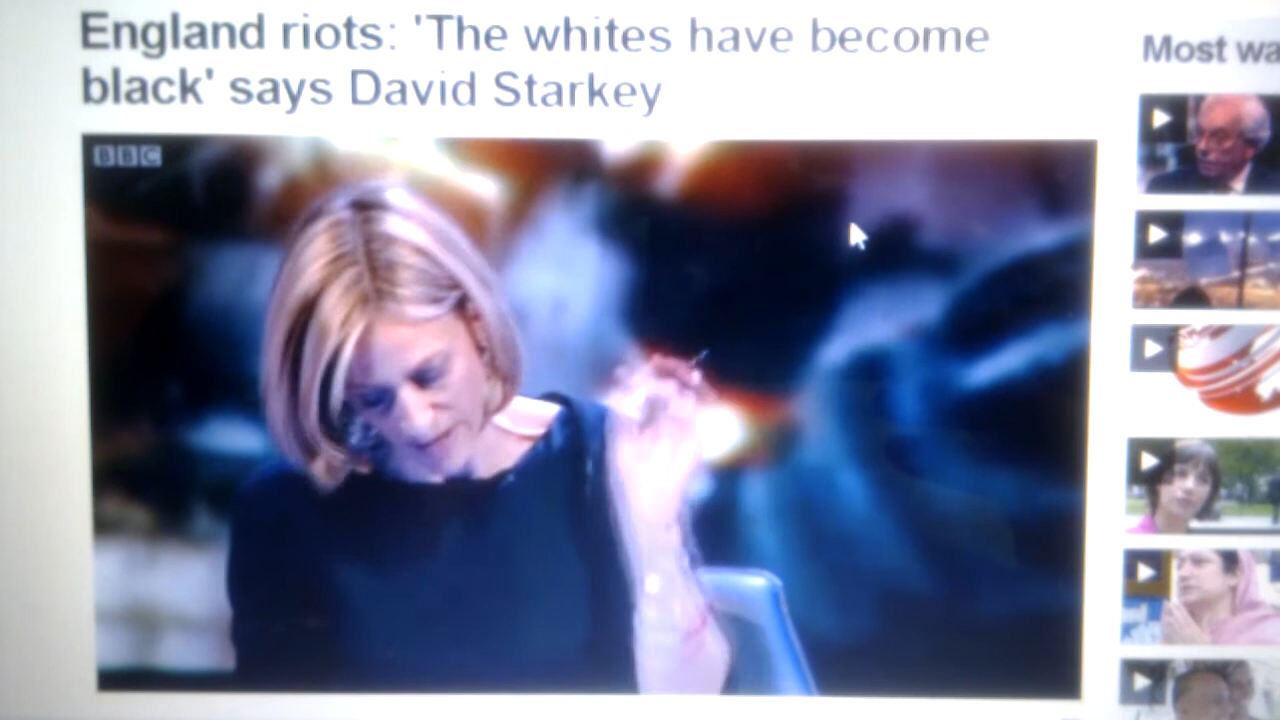 England riots: 'The whites have become
black' says David Starkey
Most wa
BBC